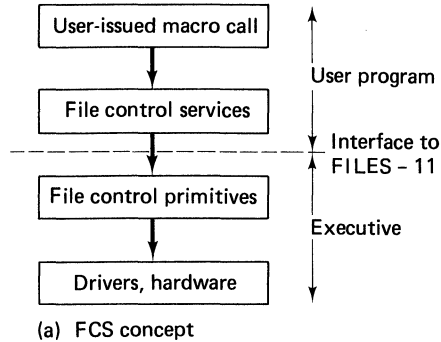 User-issued macro call
User program
File control services
Interface to
FILES - 11
File control primitives
Executive
Drivers, hardware
(a) FCS concept